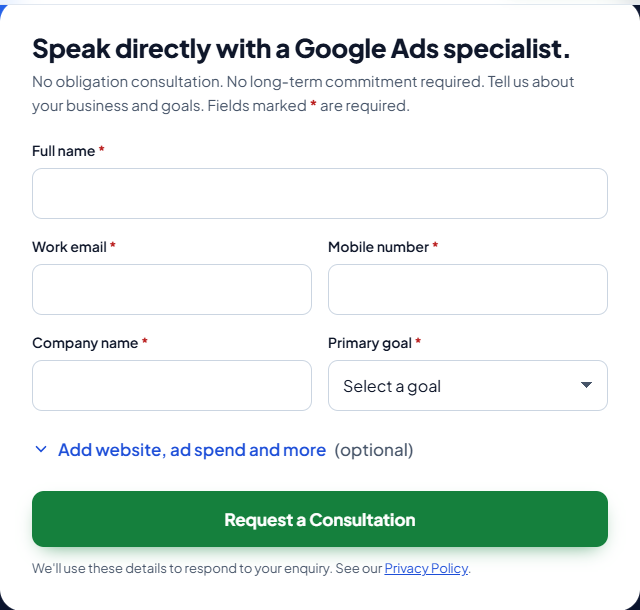 Speak directly with a Google Ads specialist.
No obligation consultation. No long-term commitment required. Tell us about
your business and goals. Fields marked * are required.
Full name *
Work email *
Mobile number *
Company name *
Primary goal *
Select a goal
Add website, ad spend and more (optional)
Request a Consultation
We'll use these details to respond to your enquiry. See our Privacy Policy.